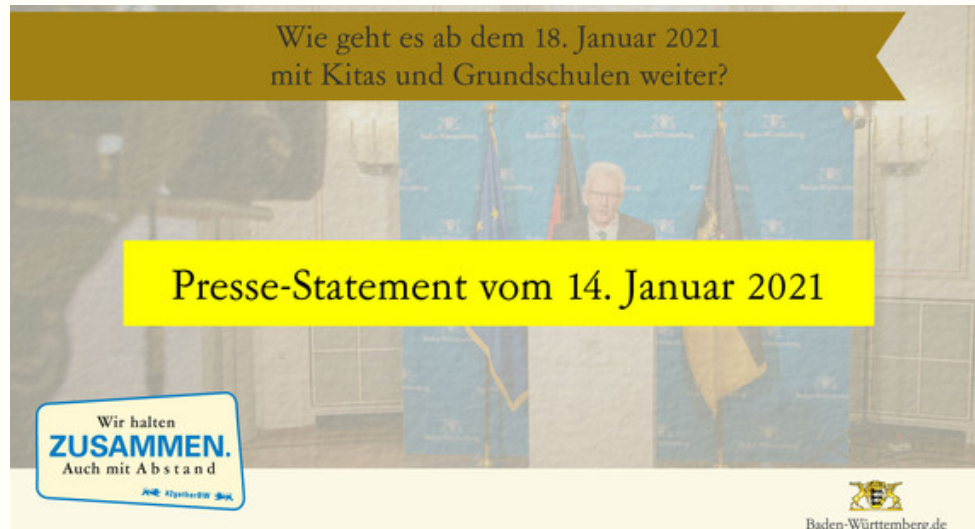 Wie geht es ab dem 18. Januar 2021
mit Kitas und Grundschulen weiter?
Presse-Statement vom 14. Januar 2021
Wir halten
ZUSAMMEN.
Auch mit Abstand
#2getherBW
Baden-Württemberg.de